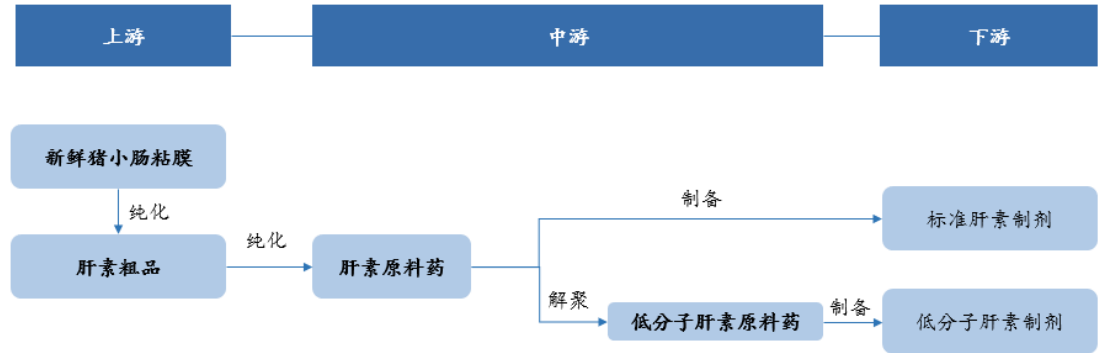 上游
中游
下游
新鲜猪小肠粘膜
纯化
肝素粗品
纯化
肝素原料药
制备
标准肝素制剂
解聚
低分子肝素原料药
制备
低分子肝素制剂